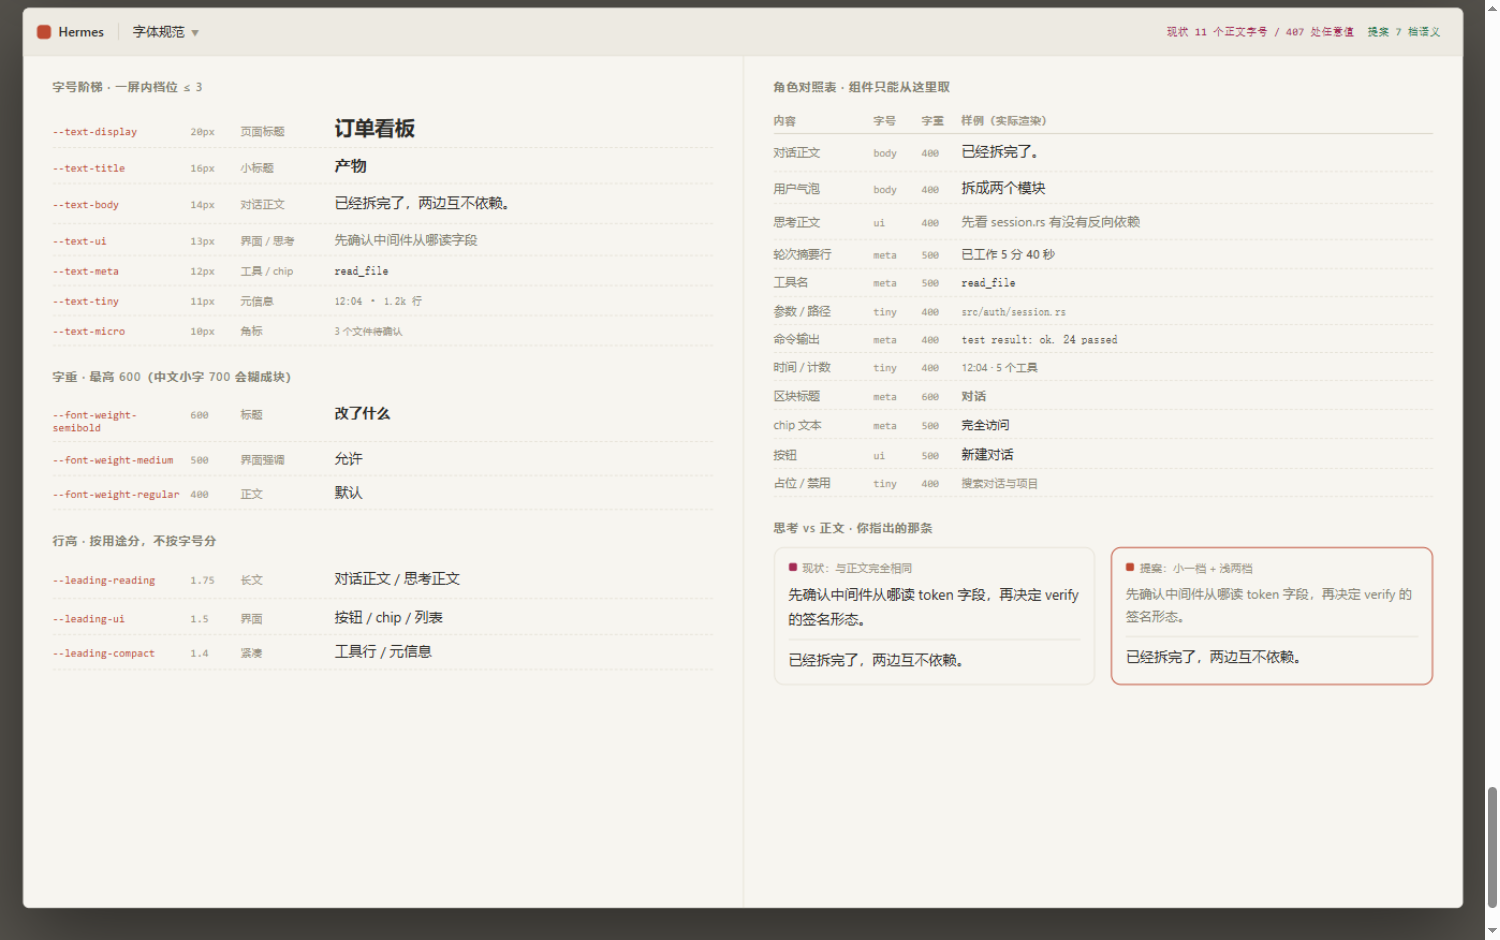 Hermes 字体规范 ▼
现状 11 个正文字号 / 407 处任意值 提案 7 档语义
字号阶梯 · 一屏内档位 ≤ 3
--text-display 20px 页面标题 订单看板
--text-title 16px 小标题 产物
--text-body 14px 对话正文 已经拆完了，两边互不依赖。
--text-ui 13px 界面 / 思考 先确认中间件从哪读字段
--text-meta 12px 工具 / chip read_file
--text-tiny 11px 元信息 12:04 · 1.2k 行
--text-micro 10px 角标 3 个文件待确认
字重 · 最高 600（中文小字 700 会糊成块）
--font-weight-semibold 600 标题 改了什么
--font-weight-medium 500 界面强调 允许
--font-weight-regular 400 正文 默认
行高 · 按用途分，不按字号分
--leading-reading 1.75 长文 对话正文 / 思考正文
--leading-ui 1.5 界面 按钮 / chip / 列表
--leading-compact 1.4 紧凑 工具行 / 元信息
角色对照表 · 组件只能从这里取
内容 字号 字重 样例（实际渲染）
对话正文 body 400 已经拆完了。
用户气泡 body 400 拆成两个模块
思考正文 ui 400 先看 session.rs 有没有反向依赖
轮次摘要行 meta 500 已工作 5 分 40 秒
工具名 meta 500 read_file
参数 / 路径 tiny 400 src/auth/session.rs
命令输出 meta 400 test result: ok. 24 passed
时间 / 计数 tiny 400 12:04 · 5 个工具
区块标题 meta 600 对话
chip 文本 meta 500 完全访问
按钮 ui 500 新建对话
占位 / 禁用 tiny 400 搜索对话与项目
思考 vs 正文 · 你指出的那条
现状：与正文完全相同
先确认中间件从哪读 token 字段，再决定 verify
的签名形态。
已经拆完了，两边互不依赖。
提案：小一档 + 浅两档
先确认中间件从哪读 token 字段，再决定 verify 的
签名形态。
已经拆完了，两边互不依赖。